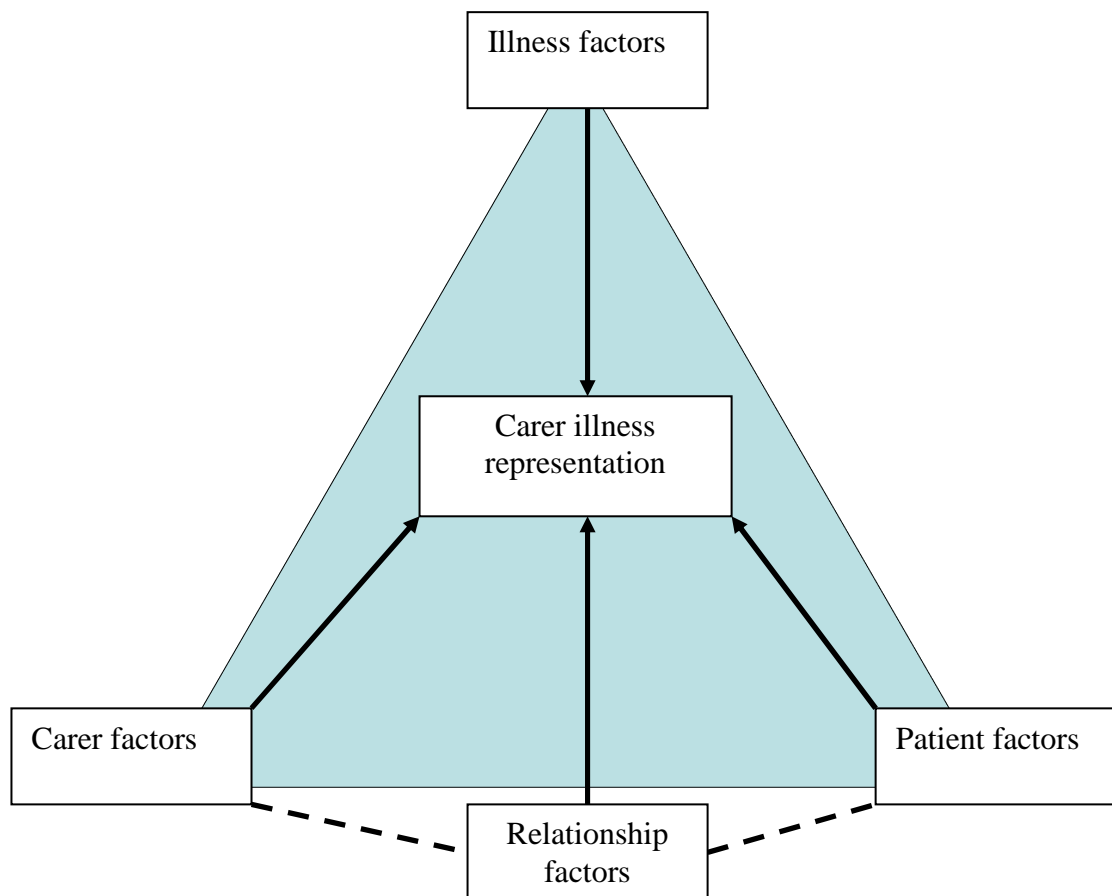 Illness factors
Carer illness
representation
Carer factors
Patient factors
Relationship
factors